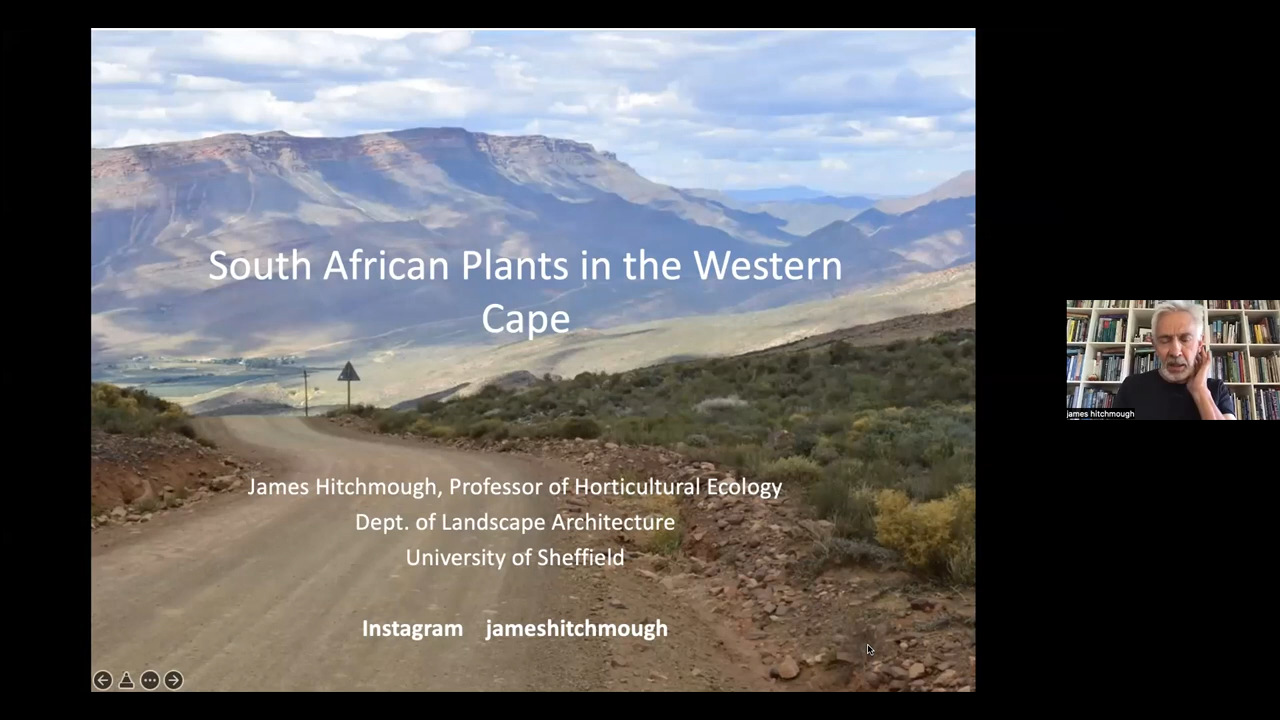 South African Plants in the Western
Cape
James Hitchmough, Professor of Horticultural Ecology
Dept. of Landscape Architecture
University of Sheffield
Instagram jameshitchmough
james hitchmough